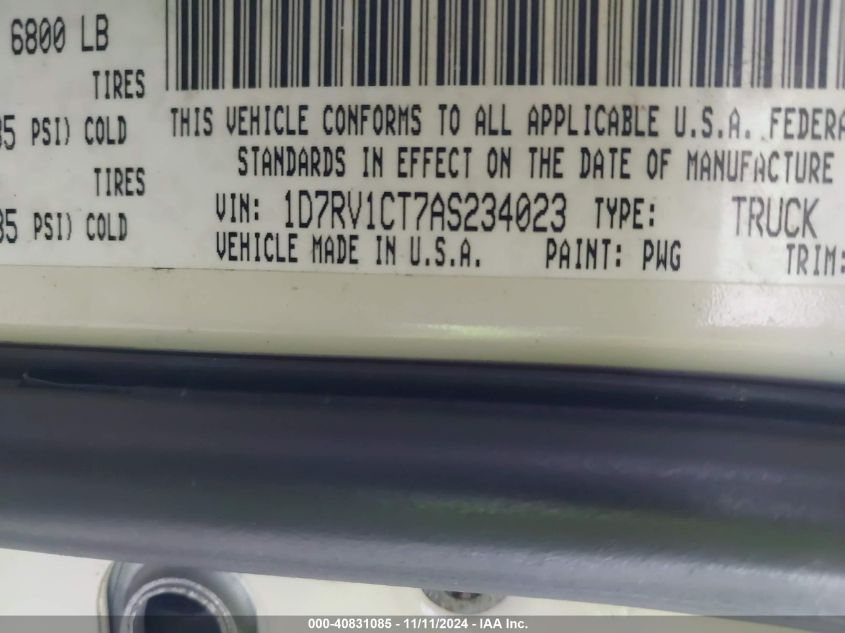 6800 LB
TIRES
35 PSI) COLD
TIRES
35 PSI) COLD
THIS VEHICLE CONFORMS TO ALL APPLICABLE U.S.A. FEDERA
STANDARDS IN EFFECT ON THE DATE OF MANUFACTURE
VIN: 1D7RV1CT7AS234023 TYPE: TRUCK
VEHICLE MADE IN U.S.A. PAINT: PWG TRIM:
000-40831085 - 11/11/2024 - IAA Inc.